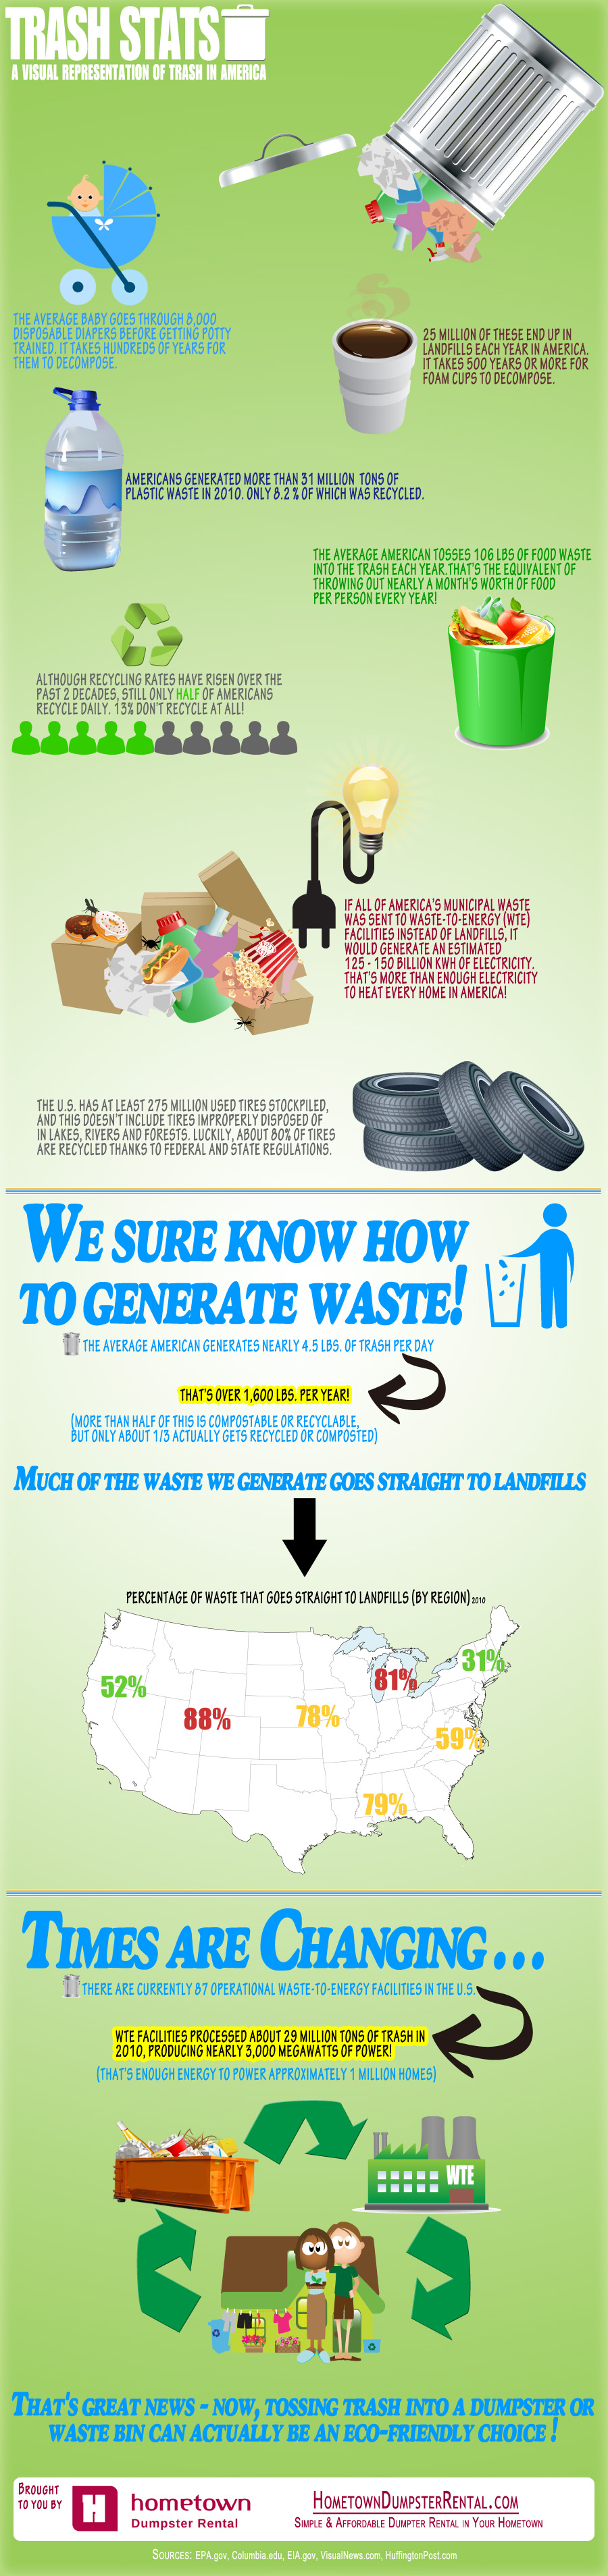 TRASH STATS
A VISUAL REPRESENTATION OF TRASH IN AMERICA
THE AVERAGE BABY GOES THROUGH 8,000
DISPOSABLE DIAPERS BEFORE GETTING POTTY
TRAINED. IT TAKES HUNDREDS OF YEARS FOR
THEM TO DECOMPOSE.
25 MILLION OF THESE END UP IN
LANDFILLS EACH YEAR IN AMERICA.
IT TAKES 500 YEARS OR MORE FOR
FOAM CUPS TO DECOMPOSE.
AMERICANS GENERATED MORE THAN 31 MILLION TONS OF
PLASTIC WASTE IN 2010. ONLY 8.2 % OF WHICH WAS RECYCLED.
THE AVERAGE AMERICAN TOSSES 106 LBS OF FOOD WASTE
INTO THE TRASH EACH YEAR.THAT'S THE EQUIVALENT OF
THROWING OUT NEARLY A MONTH'S WORTH OF FOOD
PER PERSON EVERY YEAR!
ALTHOUGH RECYCLING RATES HAVE RISEN OVER THE
PAST 2 DECADES, STILL ONLY HALF OF AMERICANS
RECYCLE DAILY. 13% DON'T RECYCLE AT ALL!
IF ALL OF AMERICA'S MUNICIPAL WASTE
WAS SENT TO WASTE-TO-ENERGY (WTE)
FACILITIES INSTEAD OF LANDFILLS, IT
WOULD GENERATE AN ESTIMATED
125 - 150 BILLION KWH OF ELECTRICITY.
THAT'S MORE THAN ENOUGH ELECTRICITY
TO HEAT EVERY HOME IN AMERICA!
THE U.S. HAS AT LEAST 275 MILLION USED TIRES STOCKPILED,
AND THIS DOESN'T INCLUDE TIRES IMPROPERLY DISPOSED OF
IN LAKES, RIVERS AND FORESTS. LUCKILY, ABOUT 80% OF TIRES
ARE RECYCLED THANKS TO FEDERAL AND STATE REGULATIONS.
WE SURE KNOW HOW
TO GENERATE WASTE!
THE AVERAGE AMERICAN GENERATES NEARLY 4.5 LBS. OF TRASH PER DAY
THAT'S OVER 1,600 LBS. PER YEAR!
(MORE THAN HALF OF THIS IS COMPOSTABLE OR RECYCLABLE,
BUT ONLY ABOUT 1/3 ACTUALLY GETS RECYCLED OR COMPOSTED)
MUCH OF THE WASTE WE GENERATE GOES STRAIGHT TO LANDFILLS
PERCENTAGE OF WASTE THAT GOES STRAIGHT TO LANDFILLS (BY REGION) 2010
31%
81%
52%
88%
78%
59%
79%
TIMES ARE CHANGING...
THERE ARE CURRENTLY 87 OPERATIONAL WASTE-TO-ENERGY FACILITIES IN THE U.S.
WTE FACILITIES PROCESSED ABOUT 29 MILLION TONS OF TRASH IN
2010, PRODUCING NEARLY 3,000 MEGAWATTS OF POWER!
(THAT'S ENOUGH ENERGY TO POWER APPROXIMATELY 1 MILLION HOMES)
WTE
THAT'S GREAT NEWS - NOW, TOSSING TRASH INTO A DUMPSTER OR
WASTE BIN CAN ACTUALLY BE AN ECO-FRIENDLY CHOICE !
BROUGHT
TO YOU BY
H
hometown
Dumpster Rental
HOMETOWNDUMPSTERRENTAL.COM
SIMPLE & AFFORDABLE DUMPTER RENTAL IN YOUR HOMETOWN
SOURCES: EPA.gov, Columbia.edu, EIA.gov, VisualNews.com, HuffingtonPost.com